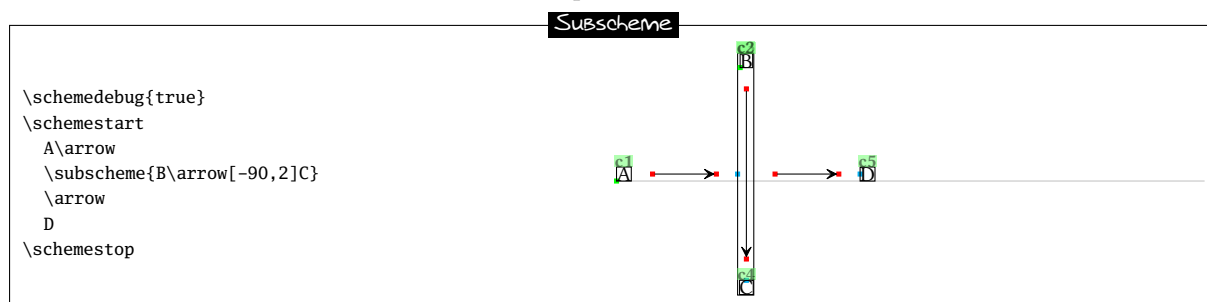 Subscheme
\schemedebug{true}
\schemestart
A\arrow
\subscheme{B\arrow[-90,2]C}
\arrow
D
\schemestop
c2
B
c1
A
c5
D
c4
C